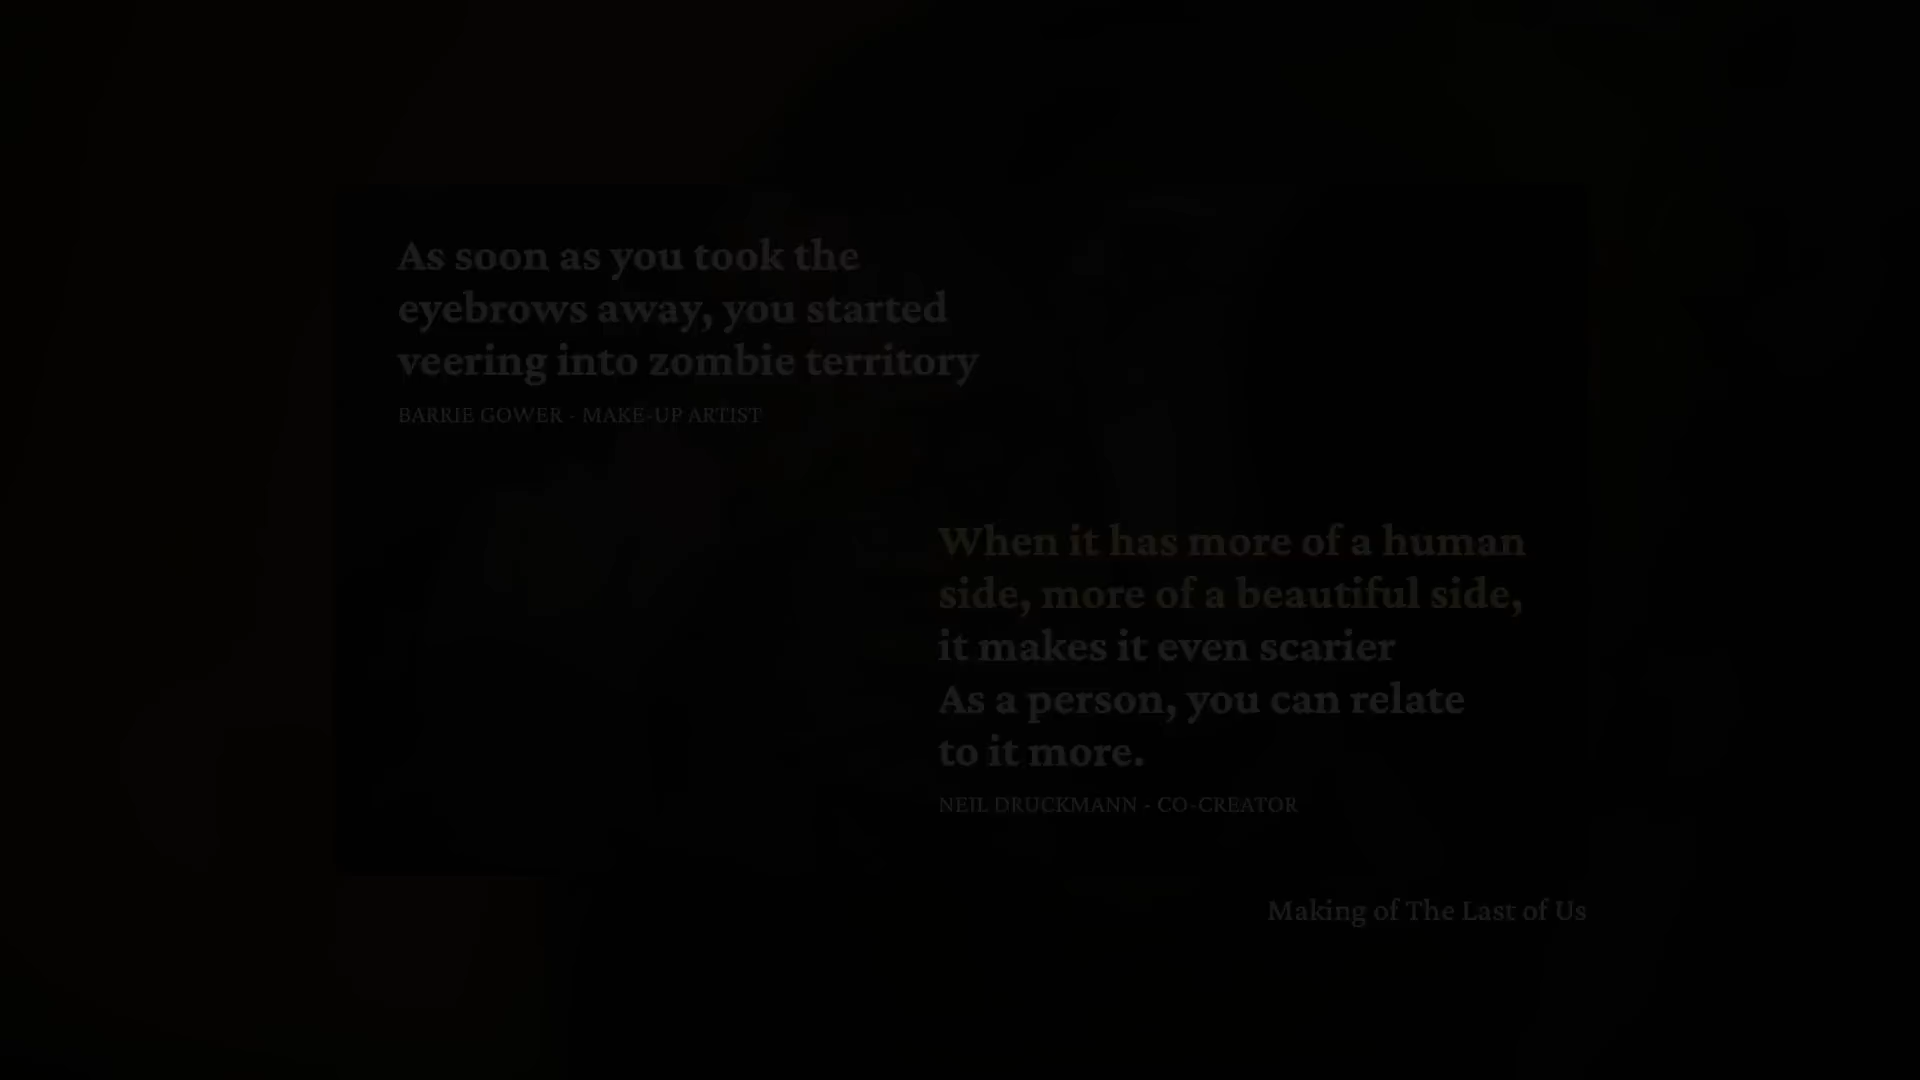 As soon as you took the
eyebrows away, you started
veering into zombie territory
BARRIE GOWER - MAKE-UP ARTIST
When it has more of a human
side, more of a beautiful side,
it makes it even scarier
As a person, you can relate
to it more.
NEIL DRUCKMANN - CO-CREATOR
Making of The Last of Us